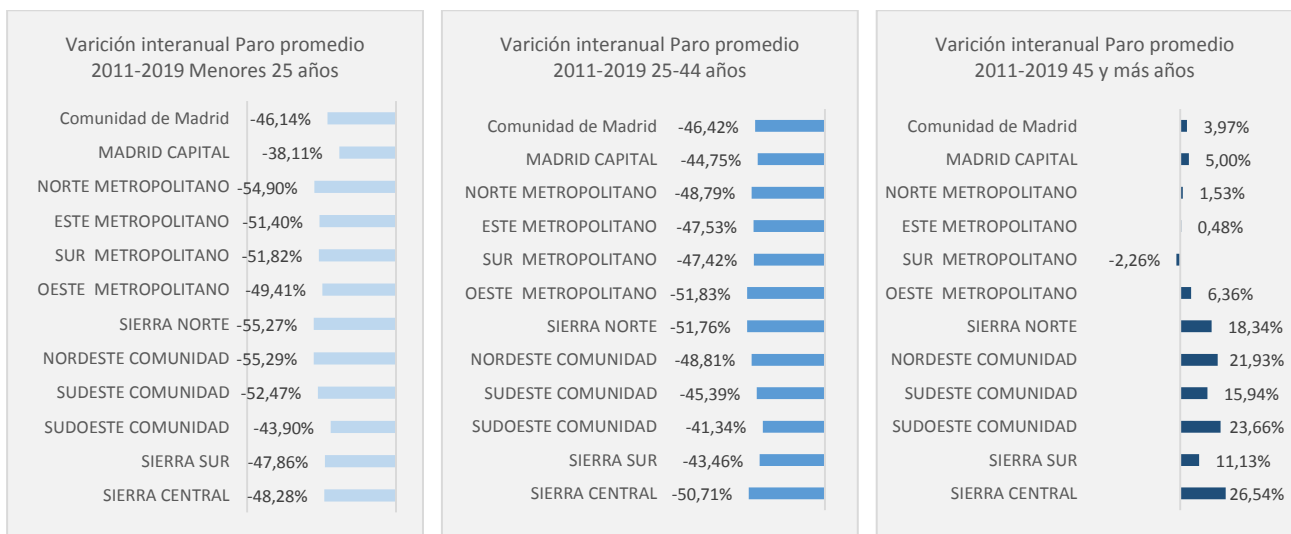 Varición interanual Paro promedio
2011-2019 Menores 25 años
Comunidad de Madrid -46,14%
MADRID CAPITAL -38,11%
NORTE METROPOLITANO -54,90%
ESTE METROPOLITANO -51,40%
SUR  METROPOLITANO -51,82%
OESTE  METROPOLITANO -49,41%
SIERRA NORTE -55,27%
NORDESTE COMUNIDAD -55,29%
SUDESTE COMUNIDAD -52,47%
SUDOESTE COMUNIDAD -43,90%
SIERRA SUR -47,86%
SIERRA CENTRAL -48,28%
Varición interanual Paro promedio
2011-2019 25-44 años
Comunidad de Madrid -46,42%
MADRID CAPITAL -44,75%
NORTE METROPOLITANO -48,79%
ESTE METROPOLITANO -47,53%
SUR  METROPOLITANO -47,42%
OESTE  METROPOLITANO -51,83%
SIERRA NORTE -51,76%
NORDESTE COMUNIDAD -48,81%
SUDESTE COMUNIDAD -45,39%
SUDOESTE COMUNIDAD -41,34%
SIERRA SUR -43,46%
SIERRA CENTRAL -50,71%
Varición interanual Paro promedio
2011-2019 45 y más años
Comunidad de Madrid 3,97%
MADRID CAPITAL 5,00%
NORTE METROPOLITANO 1,53%
ESTE METROPOLITANO 0,48%
SUR  METROPOLITANO -2,26%
OESTE  METROPOLITANO 6,36%
SIERRA NORTE 18,34%
NORDESTE COMUNIDAD 21,93%
SUDESTE COMUNIDAD 15,94%
SUDOESTE COMUNIDAD 23,66%
SIERRA SUR 11,13%
SIERRA CENTRAL 26,54%